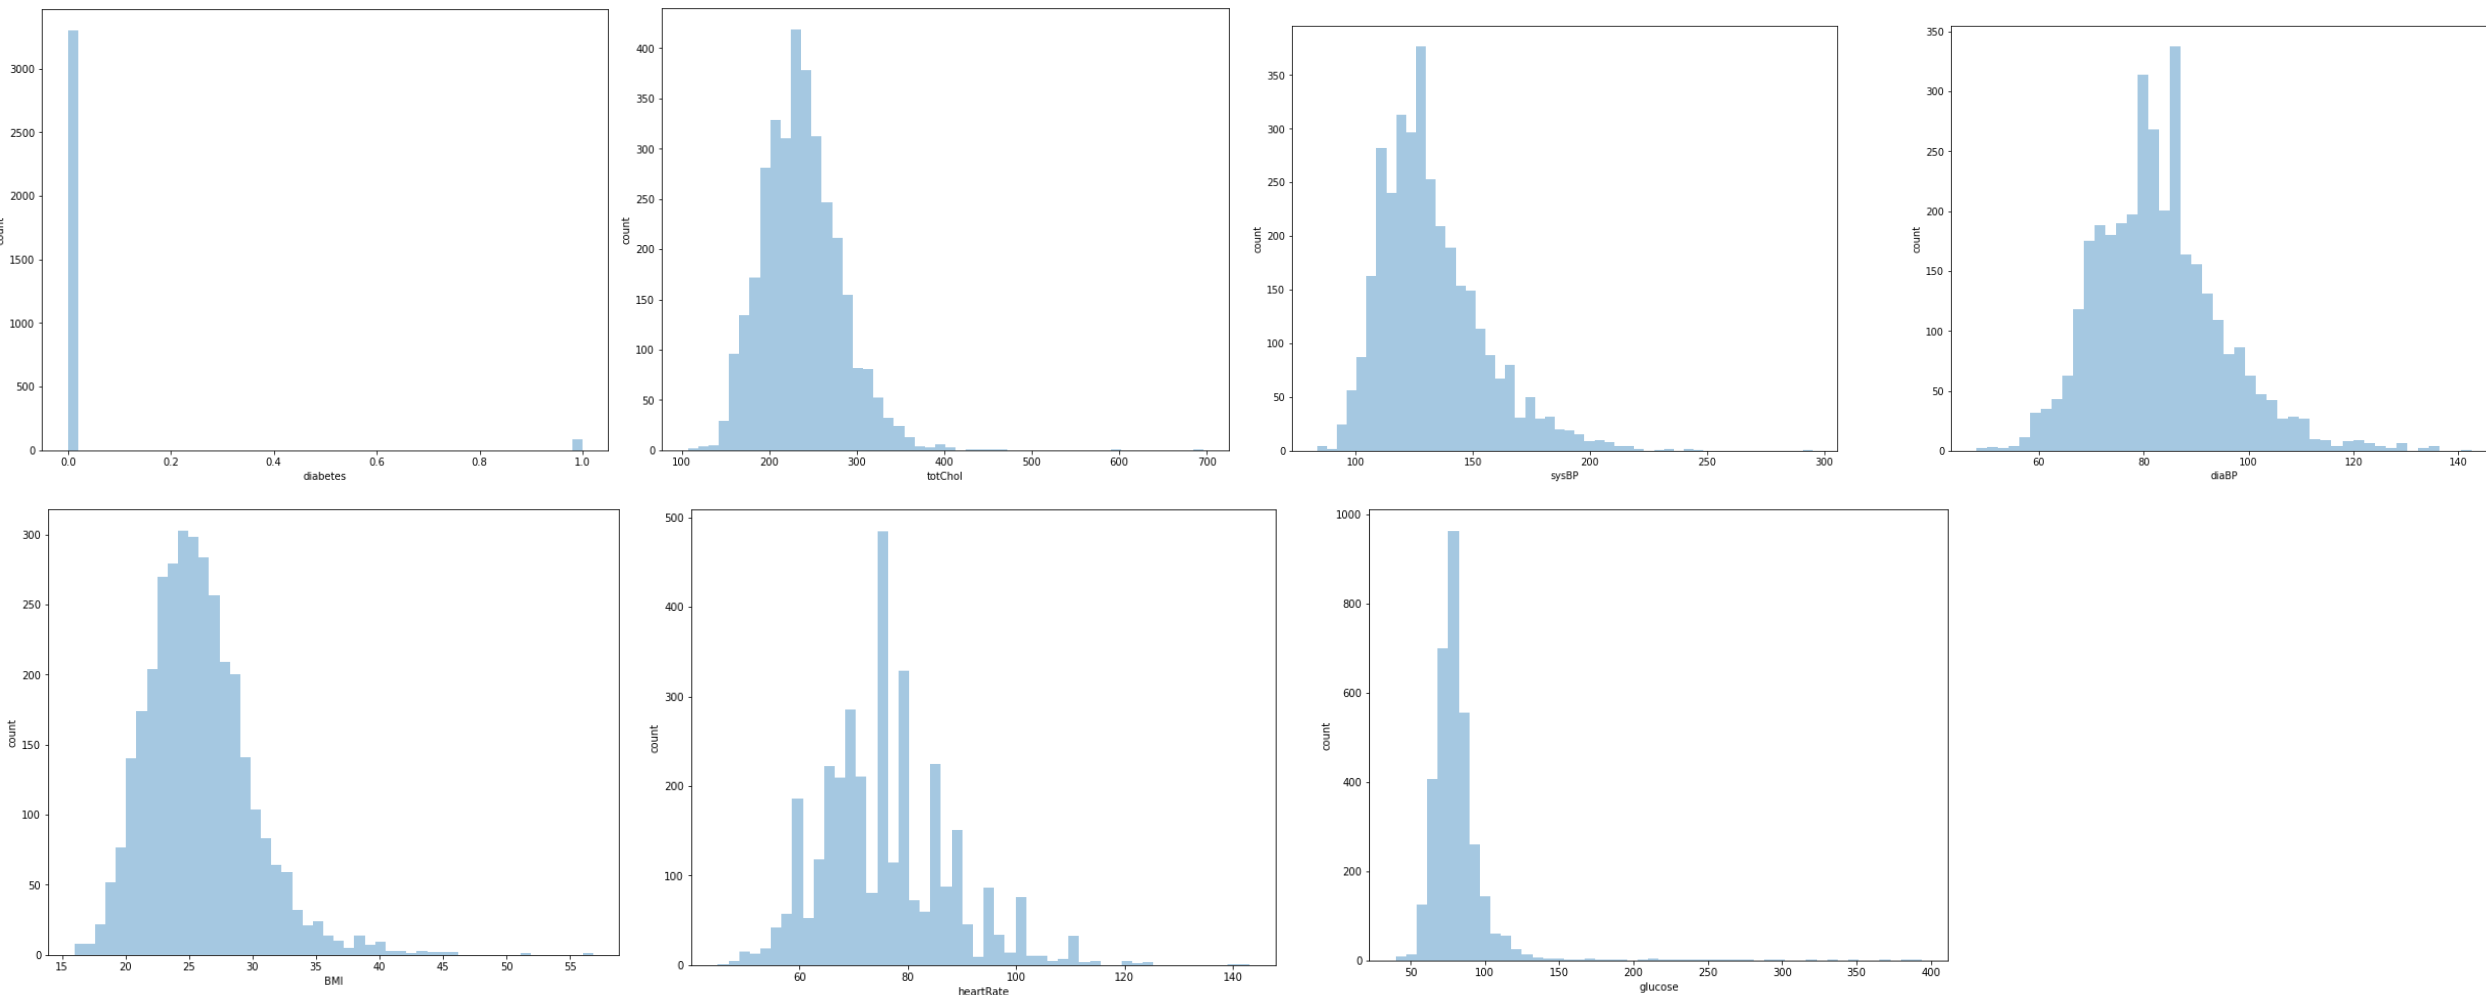 count
3000
2500
2000
1500
1000
500
0
0.0 0.2 0.4 0.6 0.8 1.0
diabetes
count
400
350
300
250
200
150
100
50
0
100 200 300 400 500 600 700
totChol
count
350
300
250
200
150
100
50
0
100 150 200 250 300
sysBP
count
350
300
250
200
150
100
50
0
60 80 100 120 140
diaBP
count
300
250
200
150
100
50
0
15 20 25 30 35 40 45 50 55
BMI
count
500
400
300
200
100
0
60 80 100 120 140
heartRate
count
1000
800
600
400
200
0
50 100 150 200 250 300 350 400
glucose